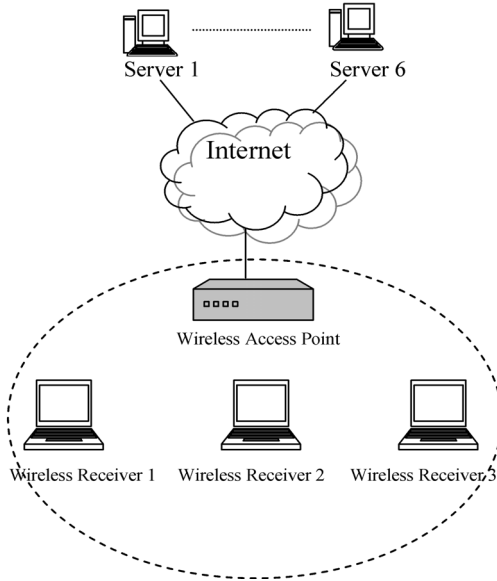 Server 1
Server 6
Internet
Wireless Access Point
Wireless Receiver 1
Wireless Receiver 2
Wireless Receiver 3